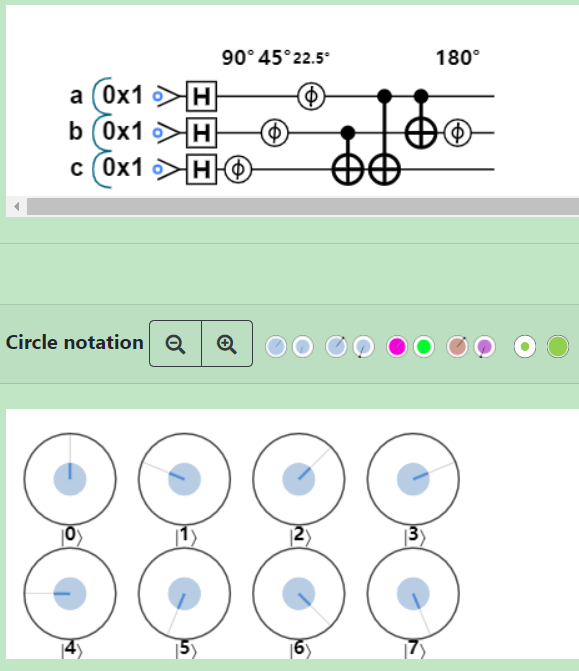 90° 45° 22.5° 180°
a 0x1 H ϕ
b 0x1 H ϕ ϕ
c 0x1 H ϕ
Circle notation
|0⟩ |1⟩ |2⟩ |3⟩
|4⟩ |5⟩ |6⟩ |7⟩